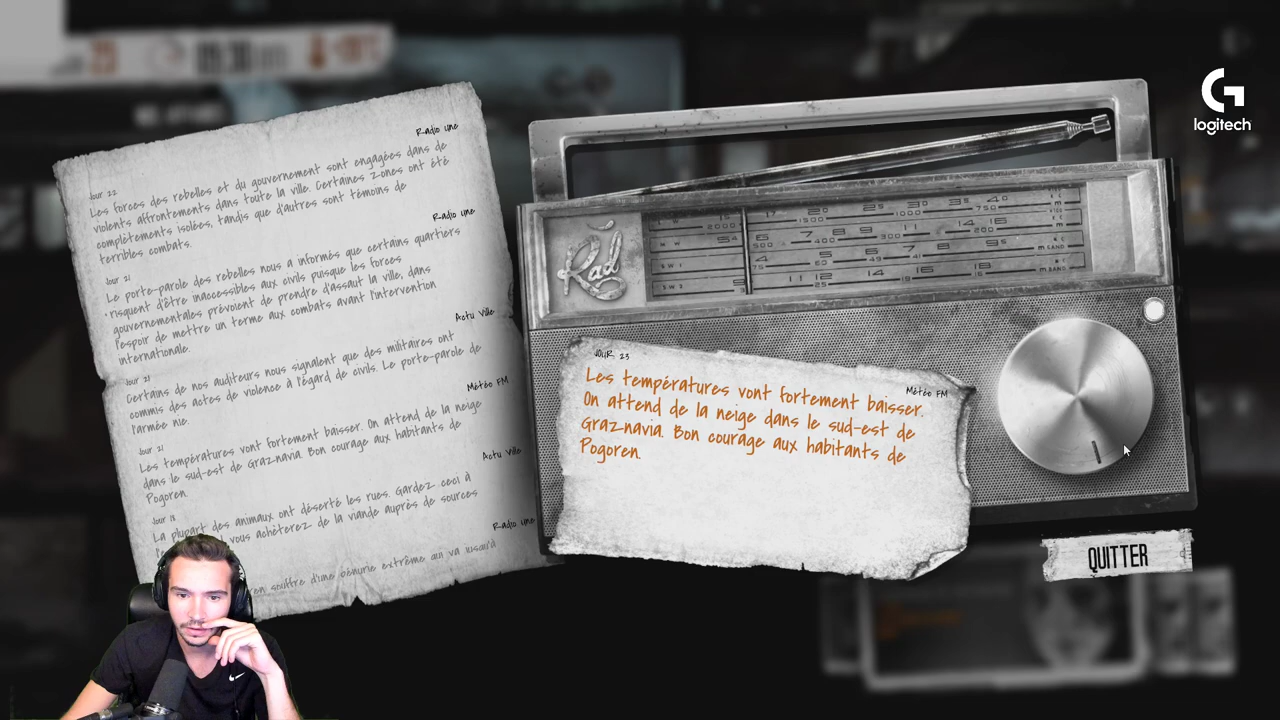 23
logitech
Radio une
Jour 22
Les forces des rebelles et du gouvernement sont engagées dans de
violents affrontements dans toute la ville. Certaines zones ont été
complètement isolées, tandis que d'autres sont témoins de
terribles combats.
Radio une
Jour 21
Le porte-parole des rebelles nous a informés que certains quartiers
risquent d'être inaccessibles aux civils puisque les forces
gouvernementales prévoient de prendre d'assaut la ville, dans
l'espoir de mettre un terme aux combats avant l'intervention
internationale.
Actu Ville
Jour 21
Certains de nos auditeurs nous signalent que des militaires ont
commis des actes de violence à l'égard de civils. Le porte-parole de
l'armée nie.
Météo FM
Jour 21
Les températures vont fortement baisser. On attend de la neige
dans le sud-est de Graznavia. Bon courage aux habitants de
Pogoren.
Actu Ville
Jour 18
La plupart des animaux ont déserté les rues. Gardez ceci à
vous achèterez de la viande auprès de sources
Radio une
souffre d'une pénurie extrême qui va jusqu'à
Rad
JOUR 23
Météo FM
Les températures vont fortement baisser.
On attend de la neige dans le sud-est de
Graznavia. Bon courage aux habitants de
Pogoren.
QUITTER